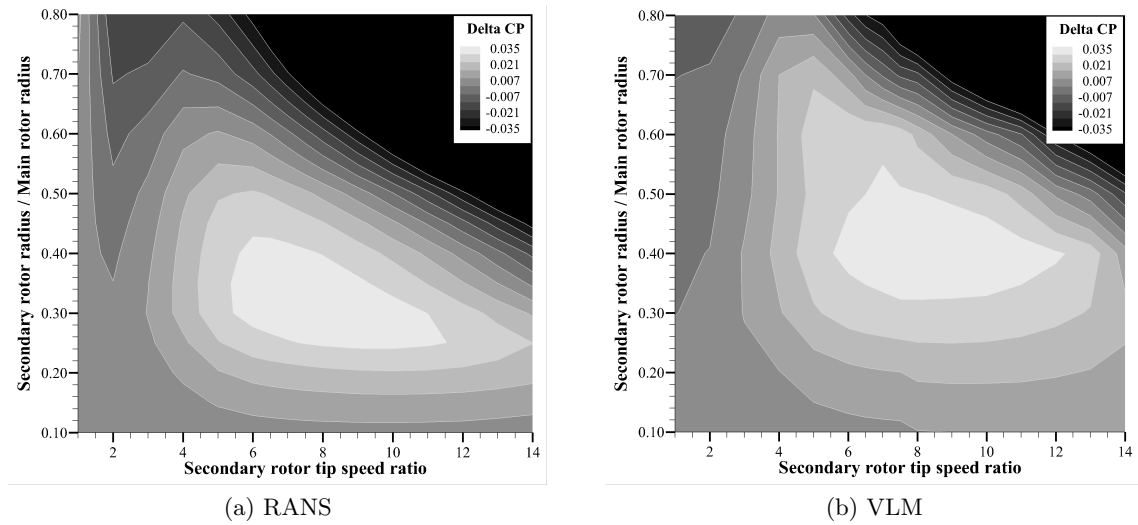 Delta CP
0.035
0.021
0.007
-0.007
-0.021
-0.035
0.80
0.70
0.60
0.50
0.40
0.30
0.20
0.10
Secondary rotor radius / Main rotor radius
2 4 6 8 10 12 14
Secondary rotor tip speed ratio
(a) RANS
Delta CP
0.035
0.021
0.007
-0.007
-0.021
-0.035
0.80
0.70
0.60
0.50
0.40
0.30
0.20
0.10
Secondary rotor radius / Main rotor radius
2 4 6 8 10 12 14
Secondary rotor tip speed ratio
(b) VLM